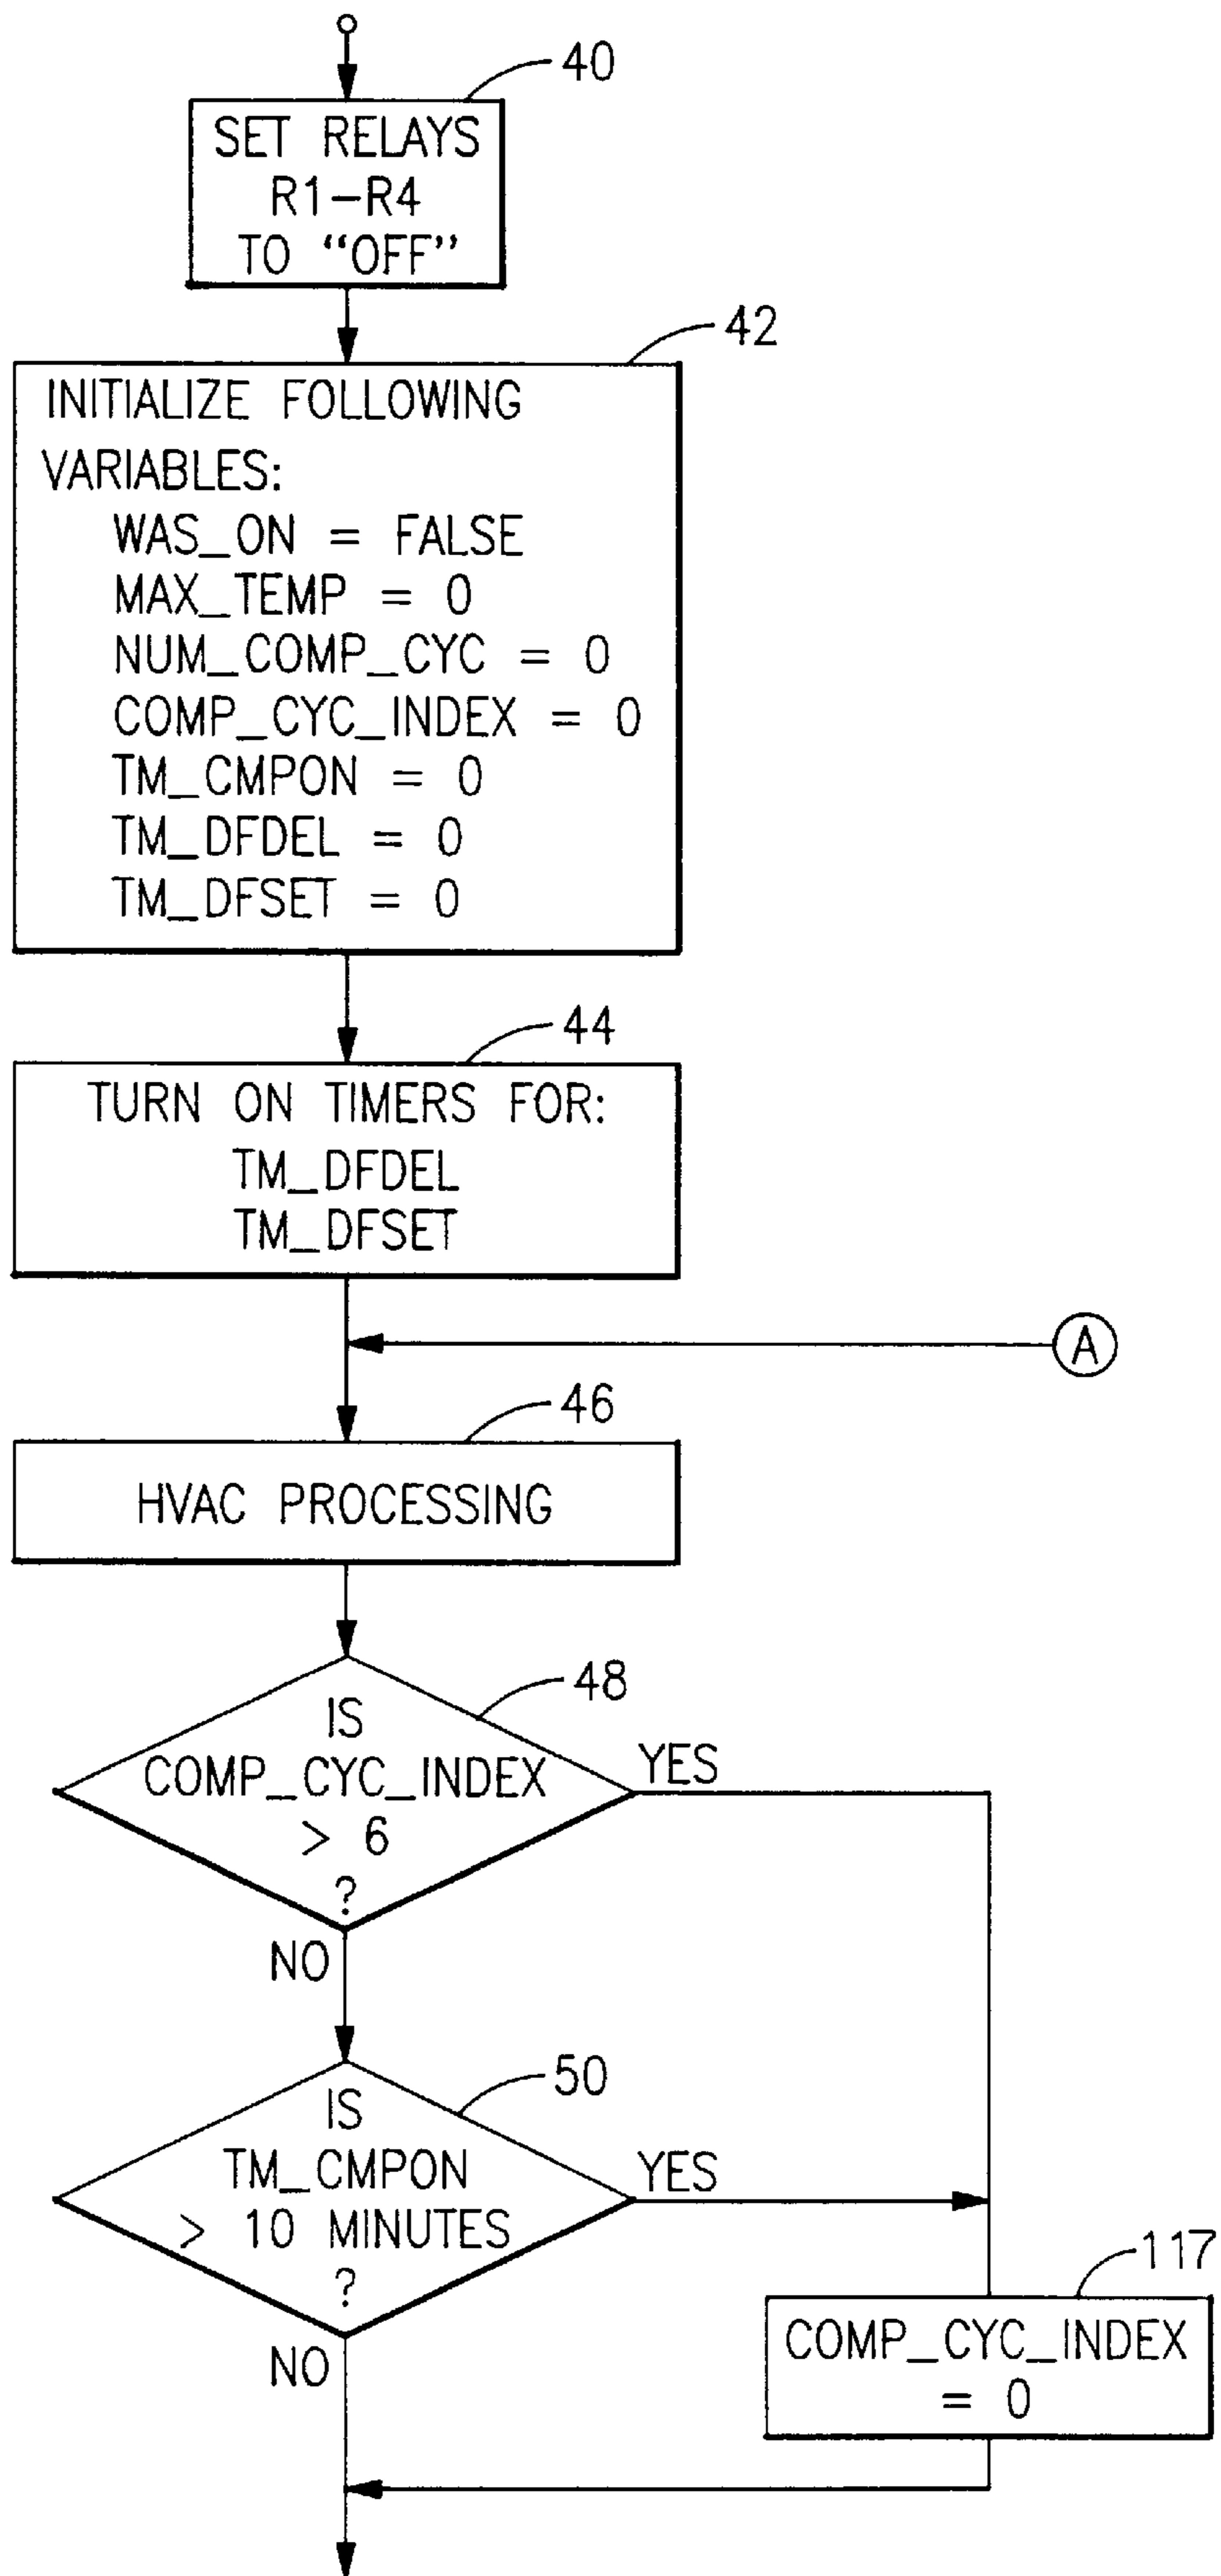 40
SET RELAYS
R1-R4
TO “OFF”
42
INITIALIZE FOLLOWING
VARIABLES:
WAS_ON = FALSE
MAX_TEMP = 0
NUM_COMP_CYC = 0
COMP_CYC_INDEX = 0
TM_CMPON = 0
TM_DFDEL = 0
TM_DFSET = 0
44
TURN ON TIMERS FOR:
TM_DFDEL
TM_DFSET
A
46
HVAC PROCESSING
48
IS
COMP_CYC_INDEX
> 6
?
YES
NO
50
IS
TM_CMPON
> 10 MINUTES
?
YES
NO
117
COMP_CYC_INDEX
= 0